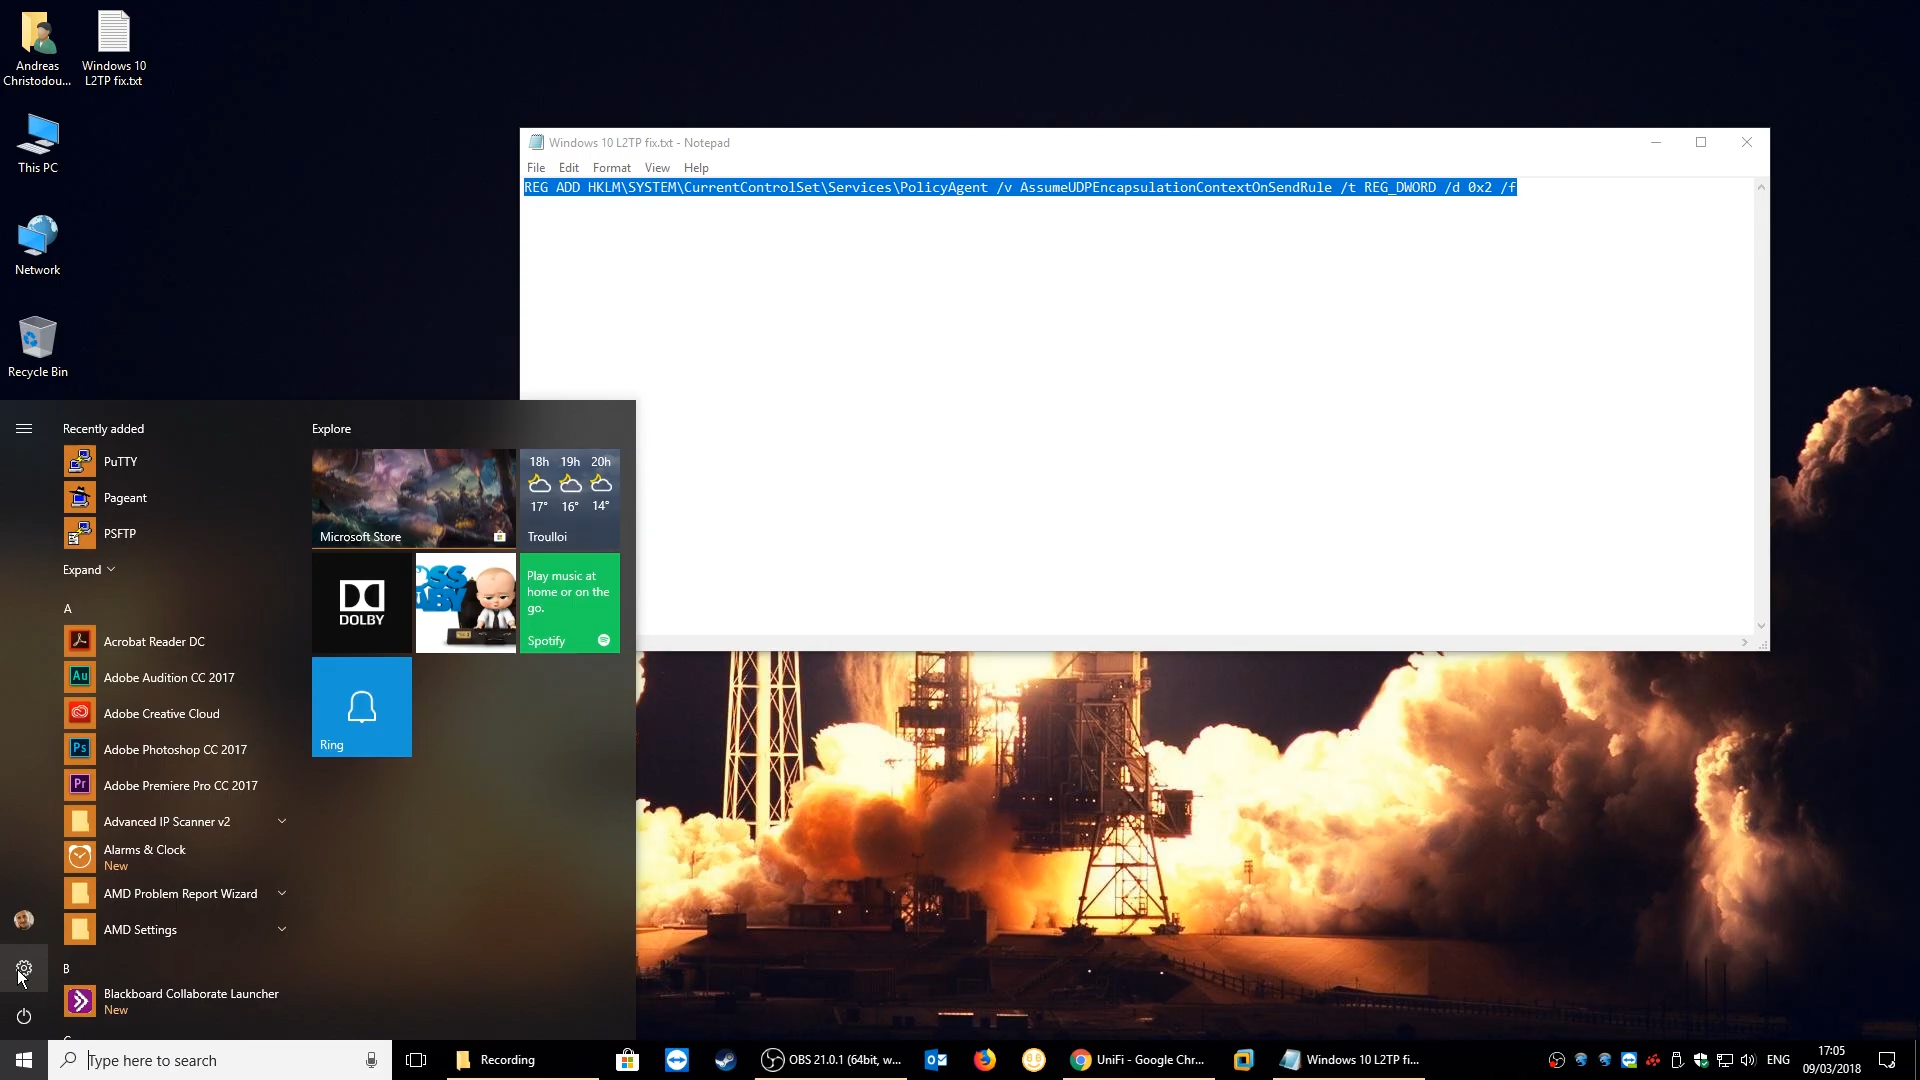 Andreas
Christodou...
Windows 10
L2TP fix.txt
This PC
Network
Recycle Bin
Windows 10 L2TP fix.txt - Notepad
File Edit Format View Help
REG ADD HKLM\SYSTEM\CurrentControlSet\Services\PolicyAgent /v AssumeUDPEncapsulationContextOnSendRule /t REG_DWORD /d 0x2 /f
Recently added
PuTTY
Pageant
PSFTP
Expand
A
Acrobat Reader DC
Au
Adobe Audition CC 2017
Adobe Creative Cloud
Ps
Adobe Photoshop CC 2017
Pr
Adobe Premiere Pro CC 2017
Advanced IP Scanner v2
Alarms & Clock
New
AMD Problem Report Wizard
AMD Settings
B
Blackboard Collaborate Launcher
New
Explore
Microsoft Store
18h 19h 20h
17° 16° 14°
Troulloi
DOLBY
Play music at
home or on the
go.
Spotify
Ring
Type here to search
Recording
OBS 21.0.1 (64bit, w...
UniFi - Google Chr...
Windows 10 L2TP fi...
ENG
17:05
09/03/2018